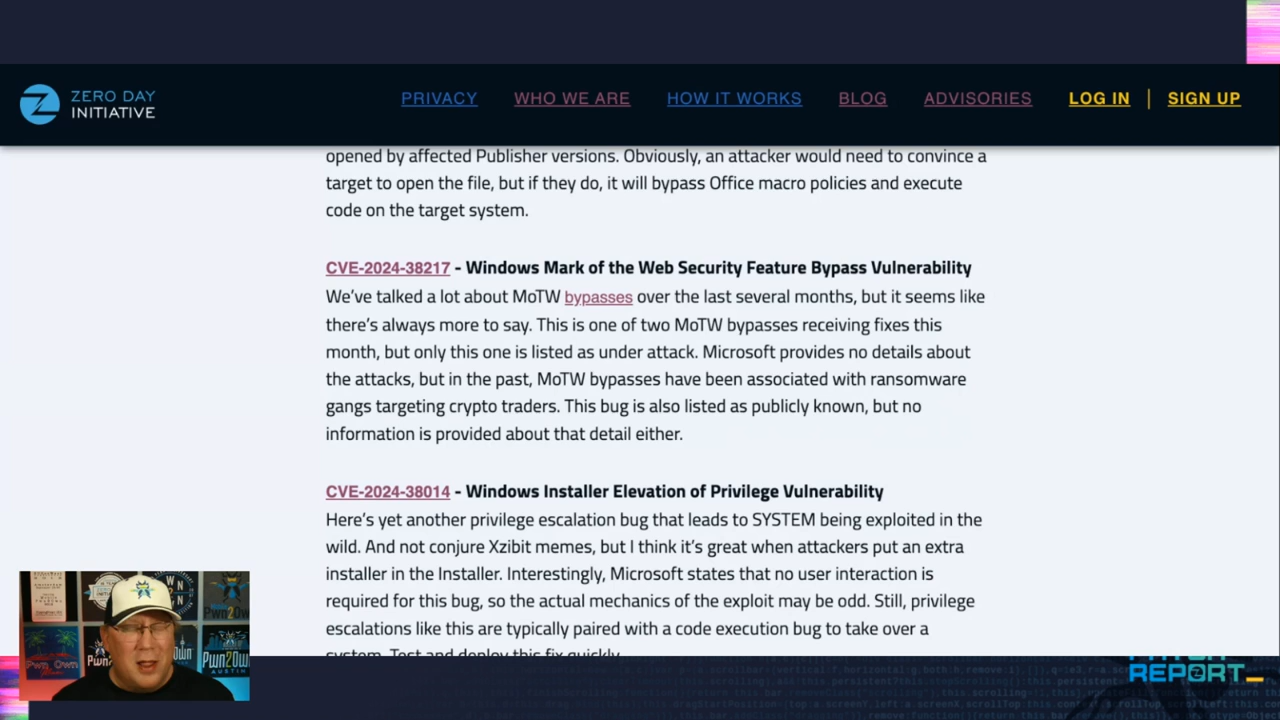 ZERO DAY
INITIATIVE
PRIVACY
WHO WE ARE
HOW IT WORKS
BLOG
ADVISORIES
LOG IN
|
SIGN UP
opened by affected Publisher versions. Obviously, an attacker would need to convince a
target to open the file, but if they do, it will bypass Office macro policies and execute
code on the target system.
CVE-2024-38217 - Windows Mark of the Web Security Feature Bypass Vulnerability
We've talked a lot about MoTW bypasses over the last several months, but it seems like
there's always more to say. This is one of two MoTW bypasses receiving fixes this
month, but only this one is listed as under attack. Microsoft provides no details about
the attacks, but in the past, MoTW bypasses have been associated with ransomware
gangs targeting crypto traders. This bug is also listed as publicly known, but no
information is provided about that detail either.
CVE-2024-38014 - Windows Installer Elevation of Privilege Vulnerability
Here's yet another privilege escalation bug that leads to SYSTEM being exploited in the
wild. And not conjure Xzibit memes, but I think it's great when attackers put an extra
installer in the Installer. Interestingly, Microsoft states that no user interaction is
required for this bug, so the actual mechanics of the exploit may be odd. Still, privilege
escalations like this are typically paired with a code execution bug to take over a
system. Test and deploy this fix quickly.
REPORT_
Pwn2Own
Pwn2Own
AUSTIN